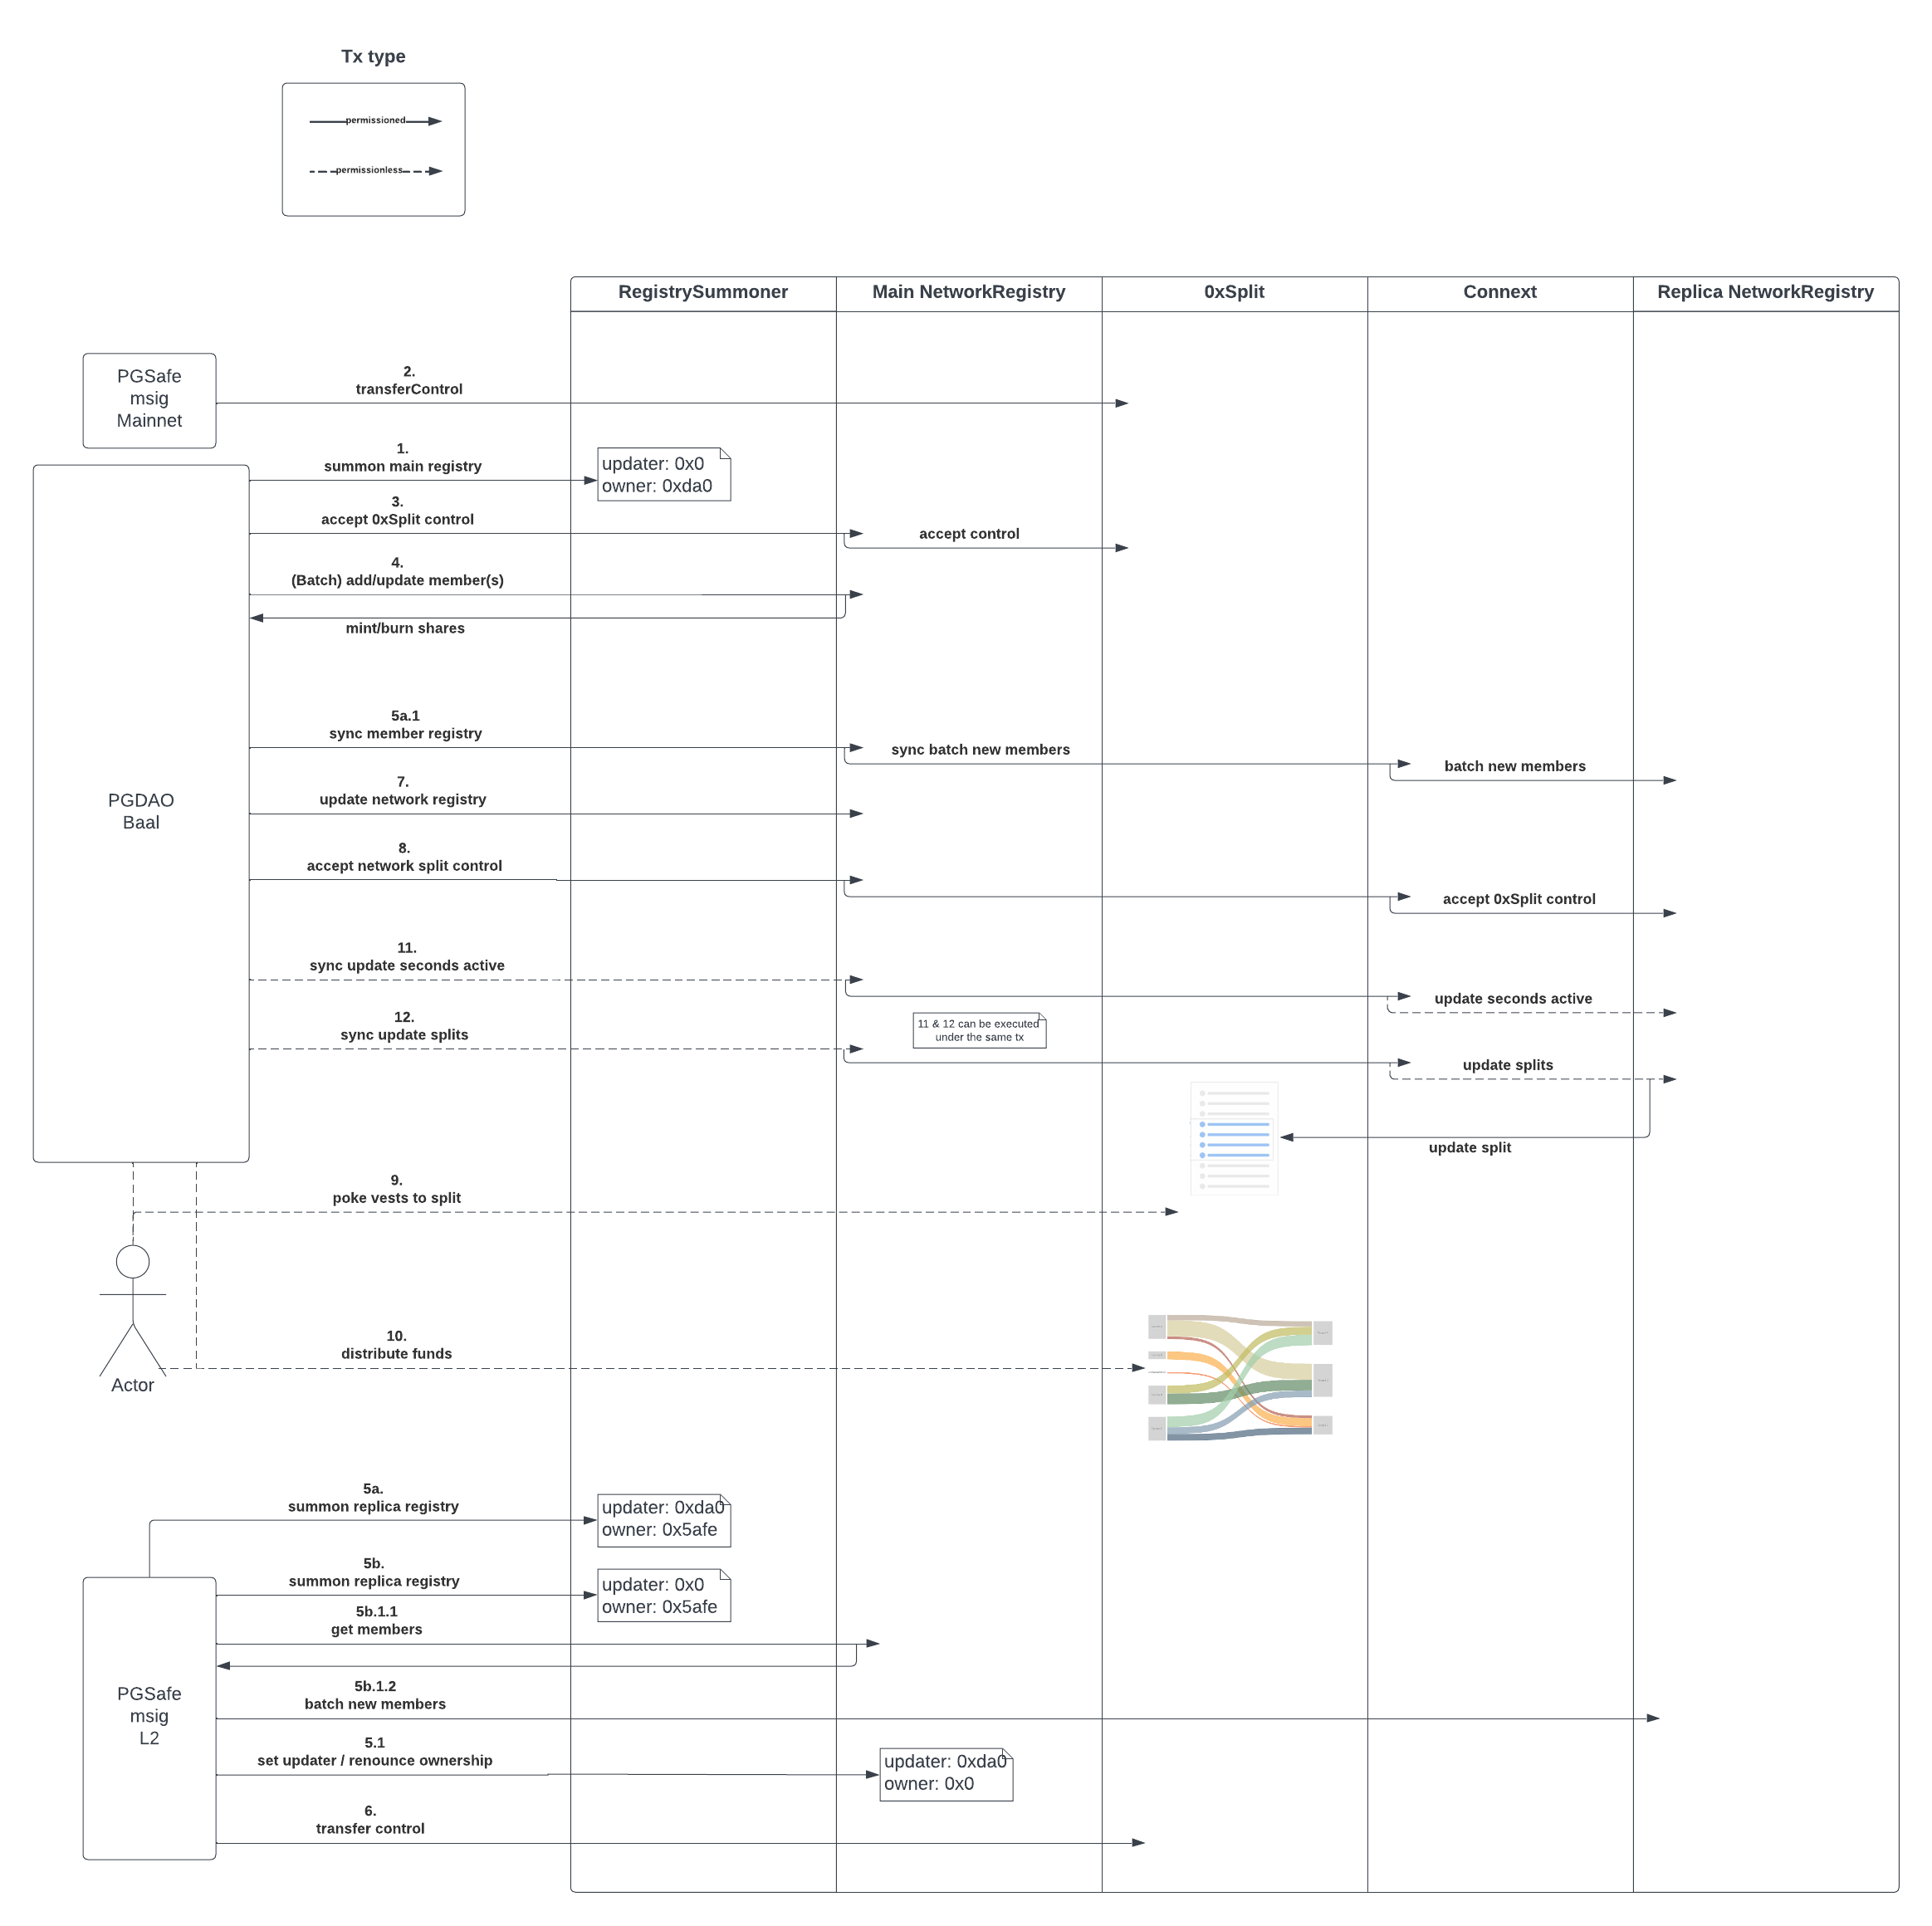 Tx type
permissioned
permissionless
RegistrySummoner
Main NetworkRegistry
0xSplit
Connext
Replica NetworkRegistry
PGSafe
msig
Mainnet
2.
transferControl
1.
summon main registry
updater: 0x0
owner: 0xda0
3.
accept 0xSplit control
accept control
4.
(Batch) add/update member(s)
mint/burn shares
PGDAO
Baal
5a.1
sync member registry
sync batch new members
batch new members
7.
update network registry
8.
accept network split control
accept 0xSplit control
11.
sync update seconds active
update seconds active
12.
sync update splits
11 & 12 can be executed
under the same tx
update splits
update split
9.
poke vests to split
10.
distribute funds
Actor
5a.
summon replica registry
updater: 0xda0
owner: 0x5afe
5b.
summon replica registry
updater: 0x0
owner: 0x5afe
5b.1.1
get members
PGSafe
msig
L2
5b.1.2
batch new members
5.1
set updater / renounce ownership
updater: 0xda0
owner: 0x0
6.
transfer control